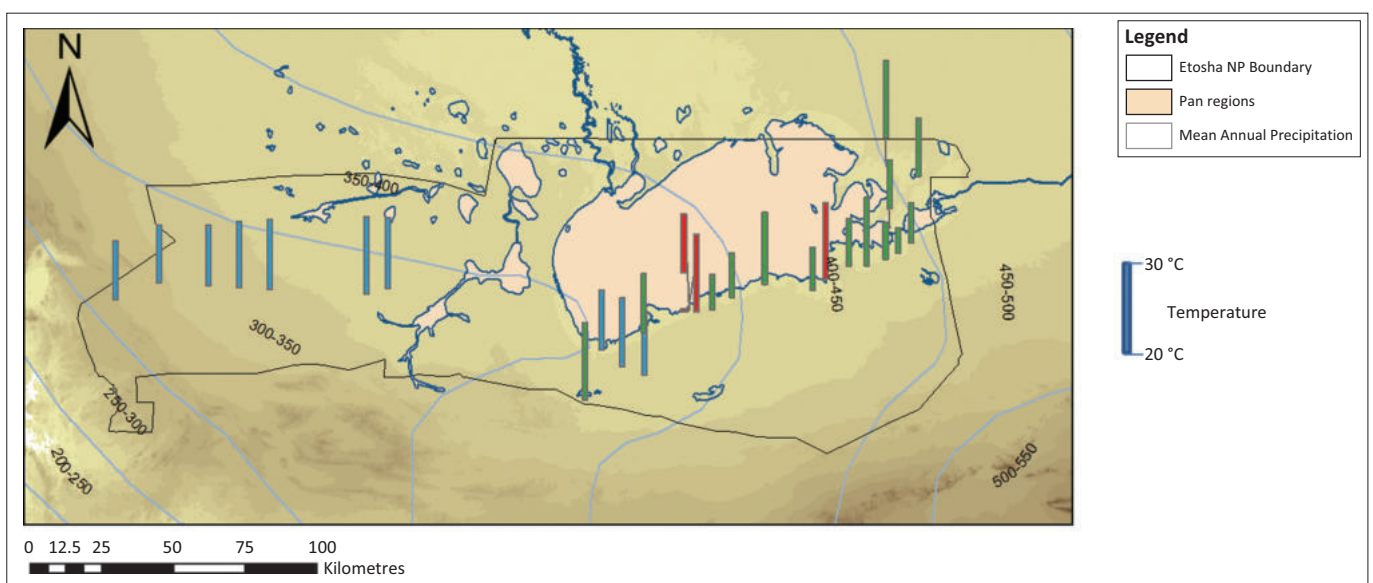 N
350-400
300-350
250-300
200-250
400-450
450-500
500-550
0 12.5 25 50 75 100
Kilometres
Legend
Etosha NP Boundary
Pan regions
Mean Annual Precipitation
30 °C
Temperature
20 °C